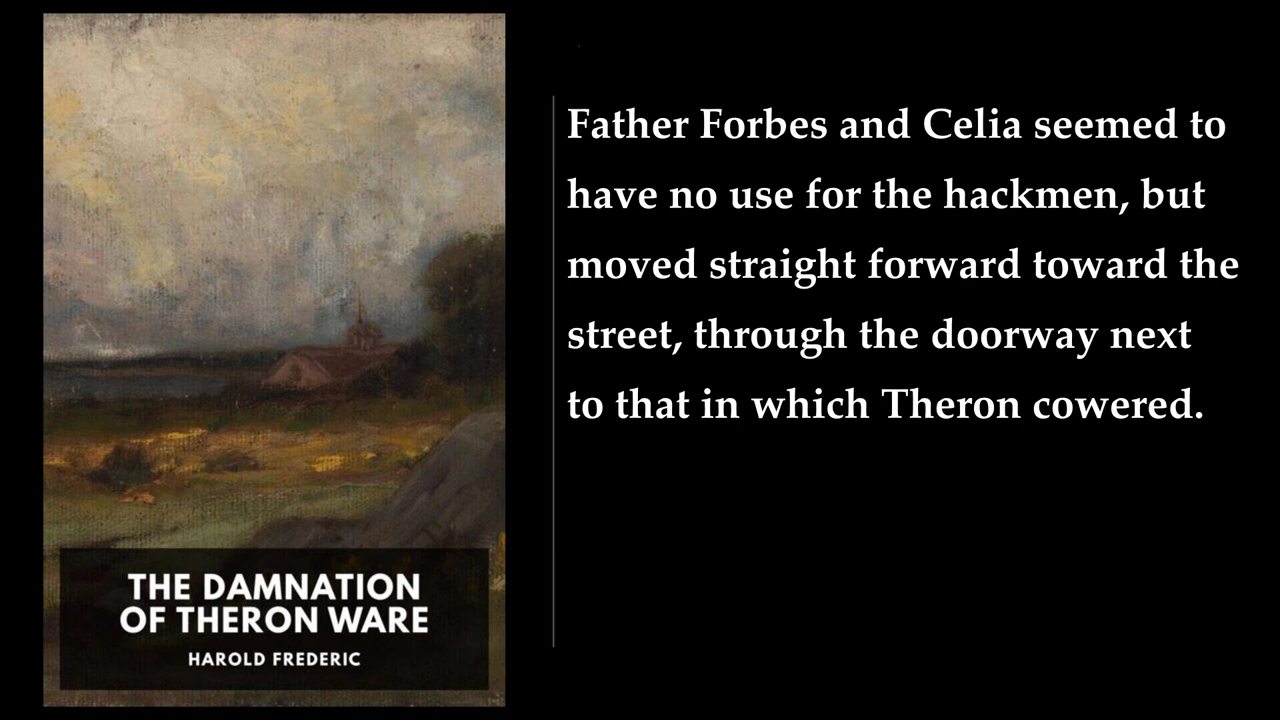 THE DAMNATION
OF THERON WARE
HAROLD FREDERIC
Father Forbes and Celia seemed to
have no use for the hackmen, but
moved straight forward toward the
street, through the doorway next
to that in which Theron cowered.